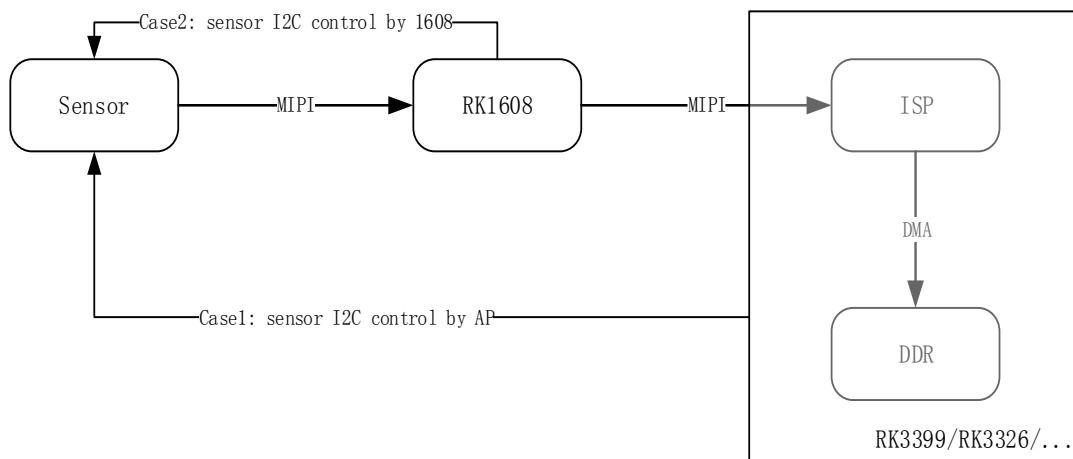 Case2: sensor I2C control by 1608
Sensor
MIPI
RK1608
MIPI
ISP
DMA
Case1: sensor I2C control by AP
DDR
RK3399/RK3326/...